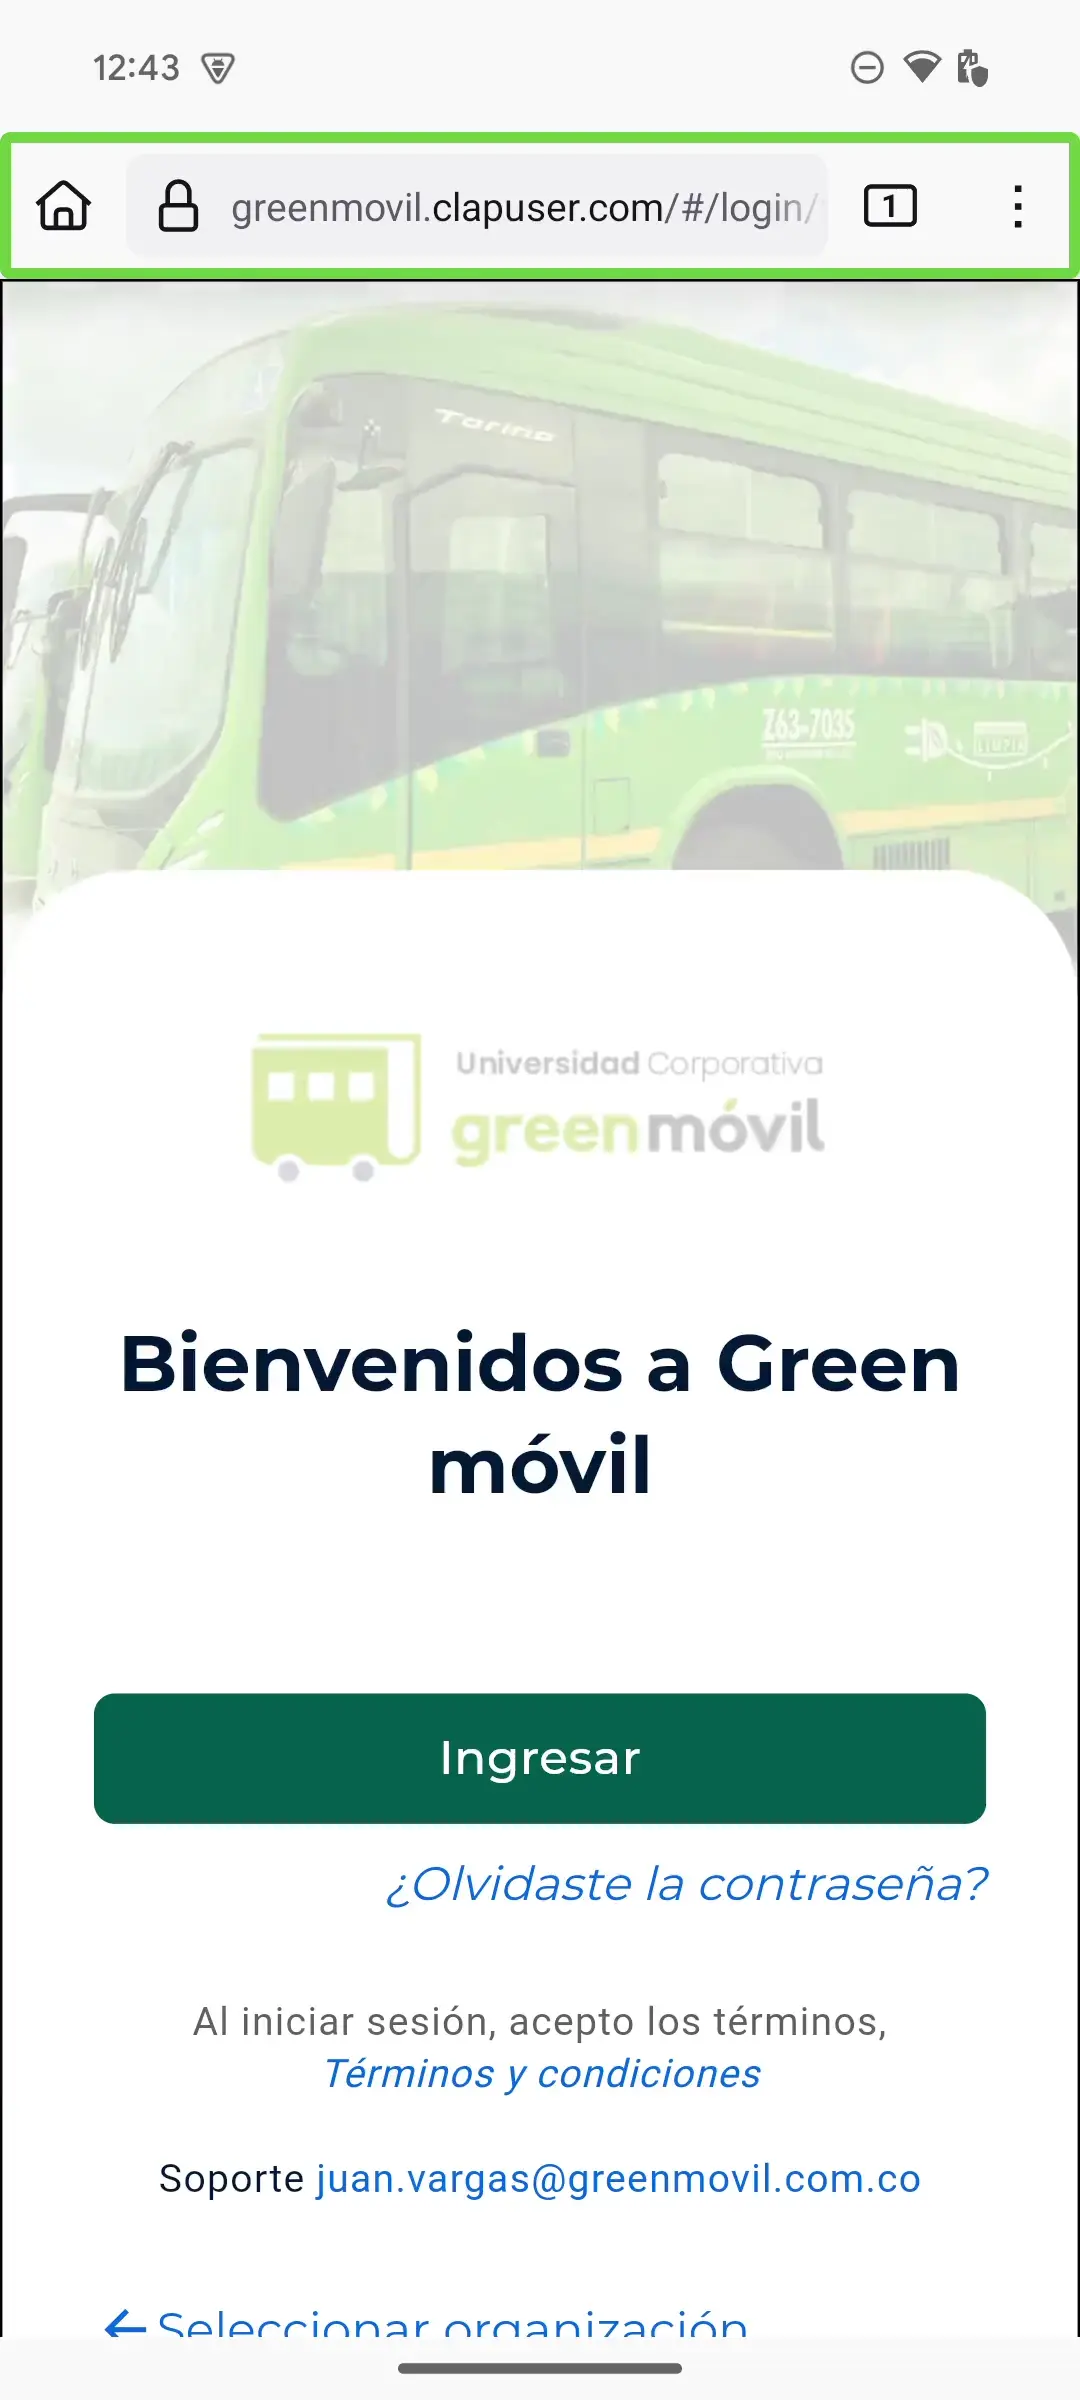 12:43
greenmovil.clapuser.com/#/login/
1
Torino
Z63-7035
LIMPIA
Universidad Corporativa
greenmóvil
Bienvenidos a Green
móvil
Ingresar
¿Olvidaste la contraseña?
Al iniciar sesión, acepto los términos,
Términos y condiciones
Soporte juan.vargas@greenmovil.com.co
Seleccionar organización